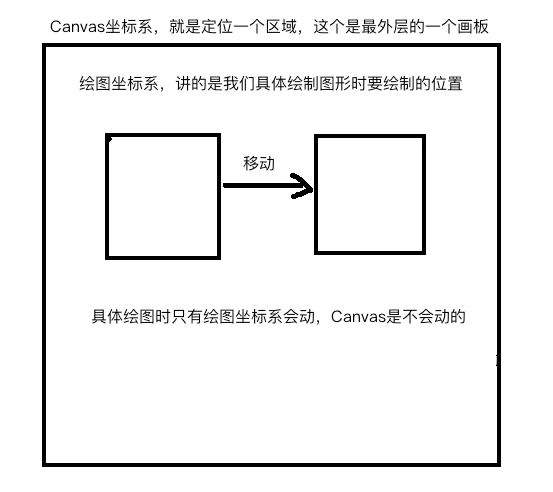 Canvas坐标系，就是定位一个区域，这个是最外层的一个画板
绘图坐标系，讲的是我们具体绘制图形时要绘制的位置
移动
具体绘图时只有绘图坐标系会动，Canvas是不会动的